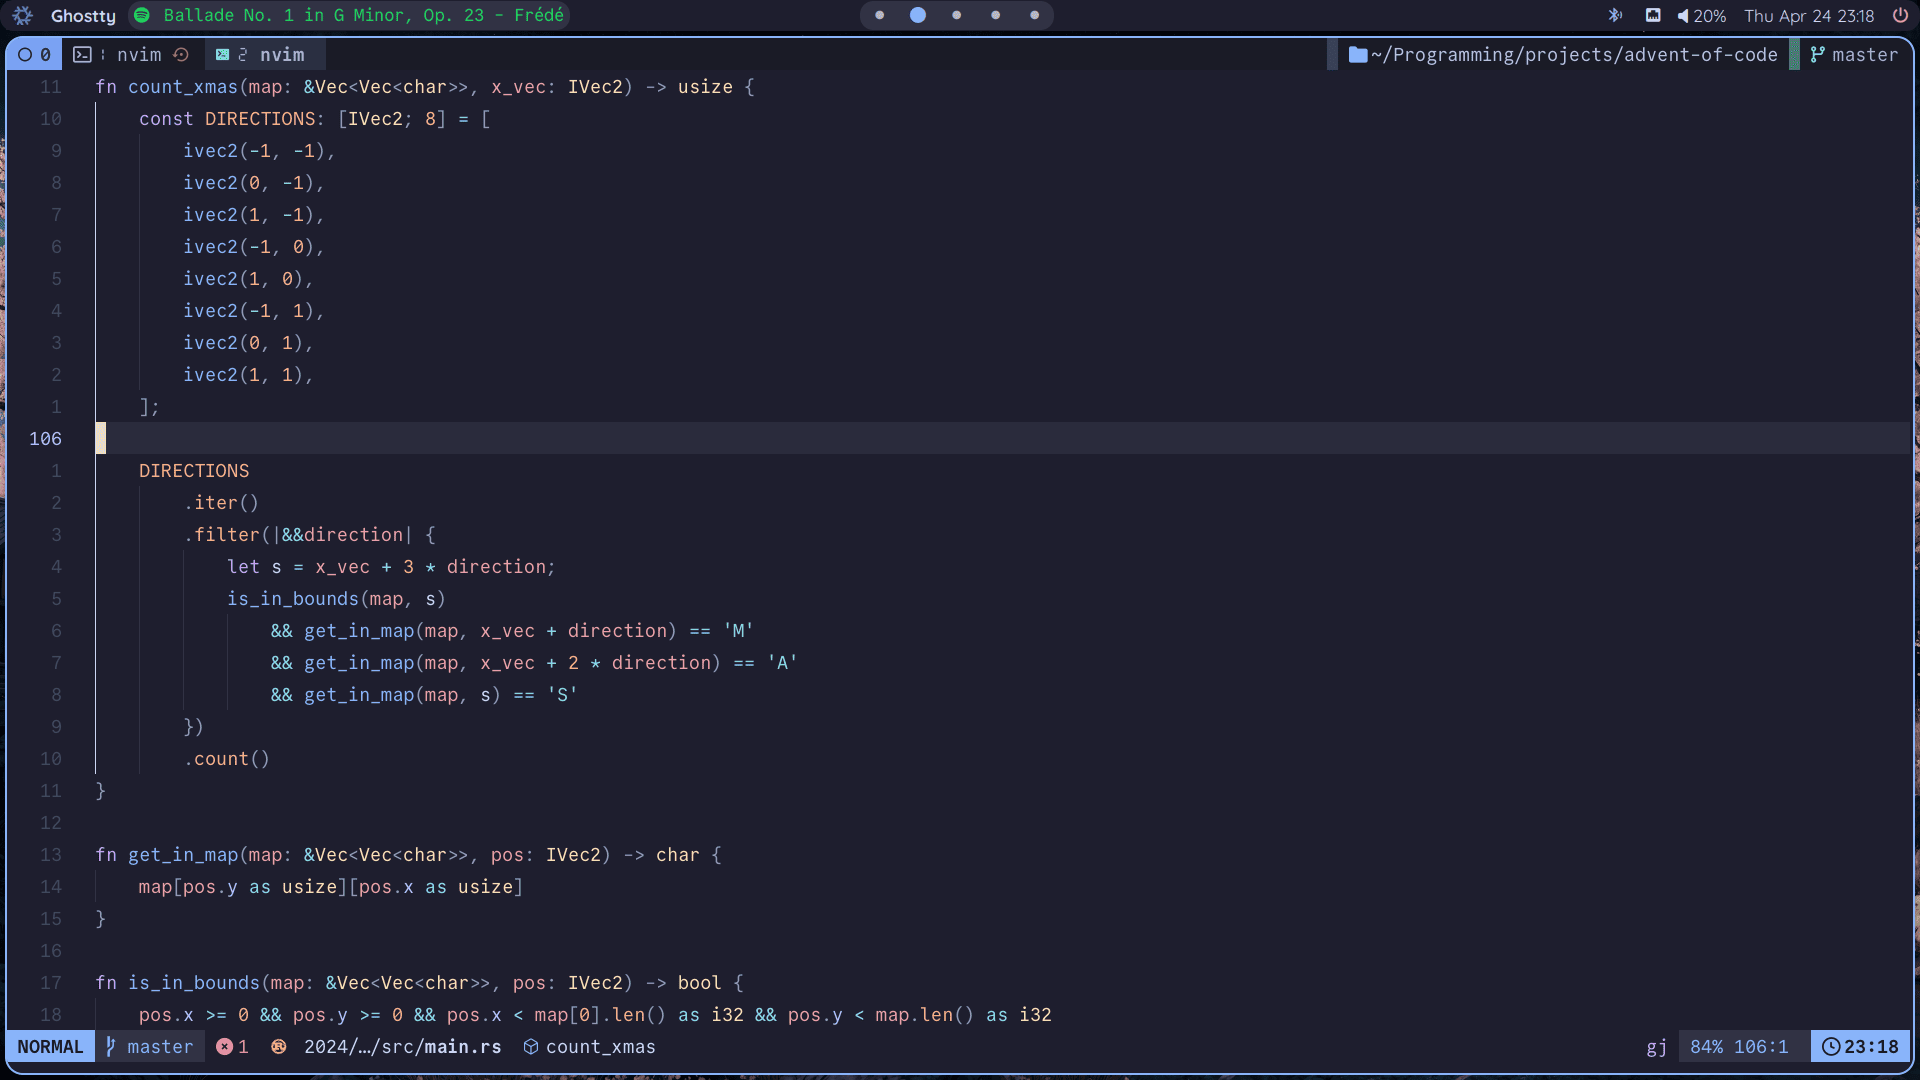 Ghostty Ballade No. 1 in G Minor, Op. 23 - Frédé 20% Thu Apr 24 23:18
0 1 nvim 2 nvim ~/Programming/projects/advent-of-code master
11 fn count_xmas(map: &Vec<Vec<char>>, x_vec: IVec2) -> usize {
10 const DIRECTIONS: [IVec2; 8] = [
9 ivec2(-1, -1),
8 ivec2(0, -1),
7 ivec2(1, -1),
6 ivec2(-1, 0),
5 ivec2(1, 0),
4 ivec2(-1, 1),
3 ivec2(0, 1),
2 ivec2(1, 1),
1 ];
106
1 DIRECTIONS
2 .iter()
3 .filter(|&&direction| {
4 let s = x_vec + 3 * direction;
5 is_in_bounds(map, s)
6 && get_in_map(map, x_vec + direction) == 'M'
7 && get_in_map(map, x_vec + 2 * direction) == 'A'
8 && get_in_map(map, s) == 'S'
9 })
10 .count()
11 }
12
13 fn get_in_map(map: &Vec<Vec<char>>, pos: IVec2) -> char {
14 map[pos.y as usize][pos.x as usize]
15 }
16
17 fn is_in_bounds(map: &Vec<Vec<char>>, pos: IVec2) -> bool {
18 pos.x >= 0 && pos.y >= 0 && pos.x < map[0].len() as i32 && pos.y < map.len() as i32
NORMAL master 1 2024/…/src/main.rs count_xmas gj 84% 106:1 23:18